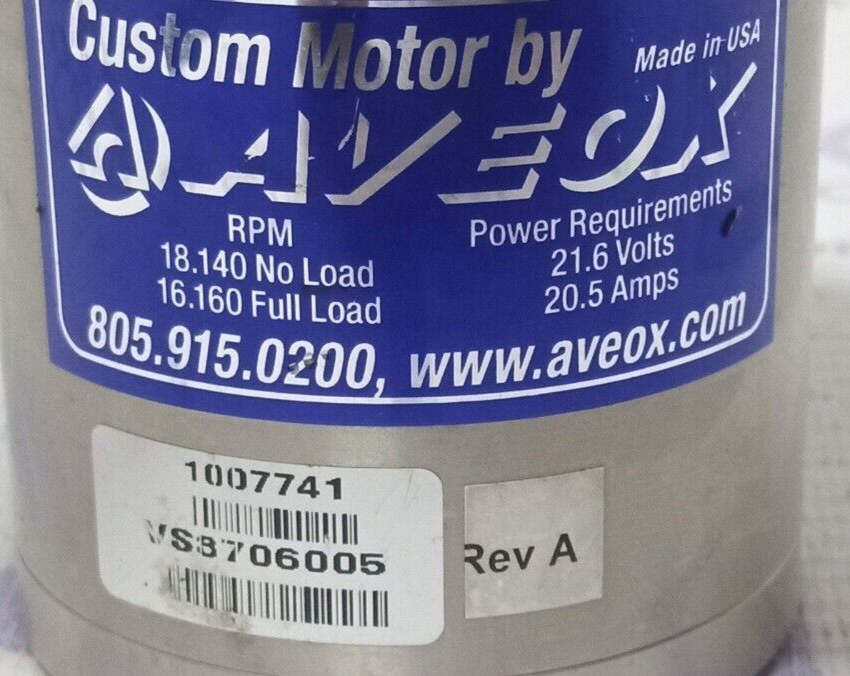 Custom Motor by
Made in USA
AVEOX
RPM
18.140 No Load
16.160 Full Load
Power Requirements
21.6 Volts
20.5 Amps
805.915.0200, www.aveox.com
1007741
VS3706005
Rev A